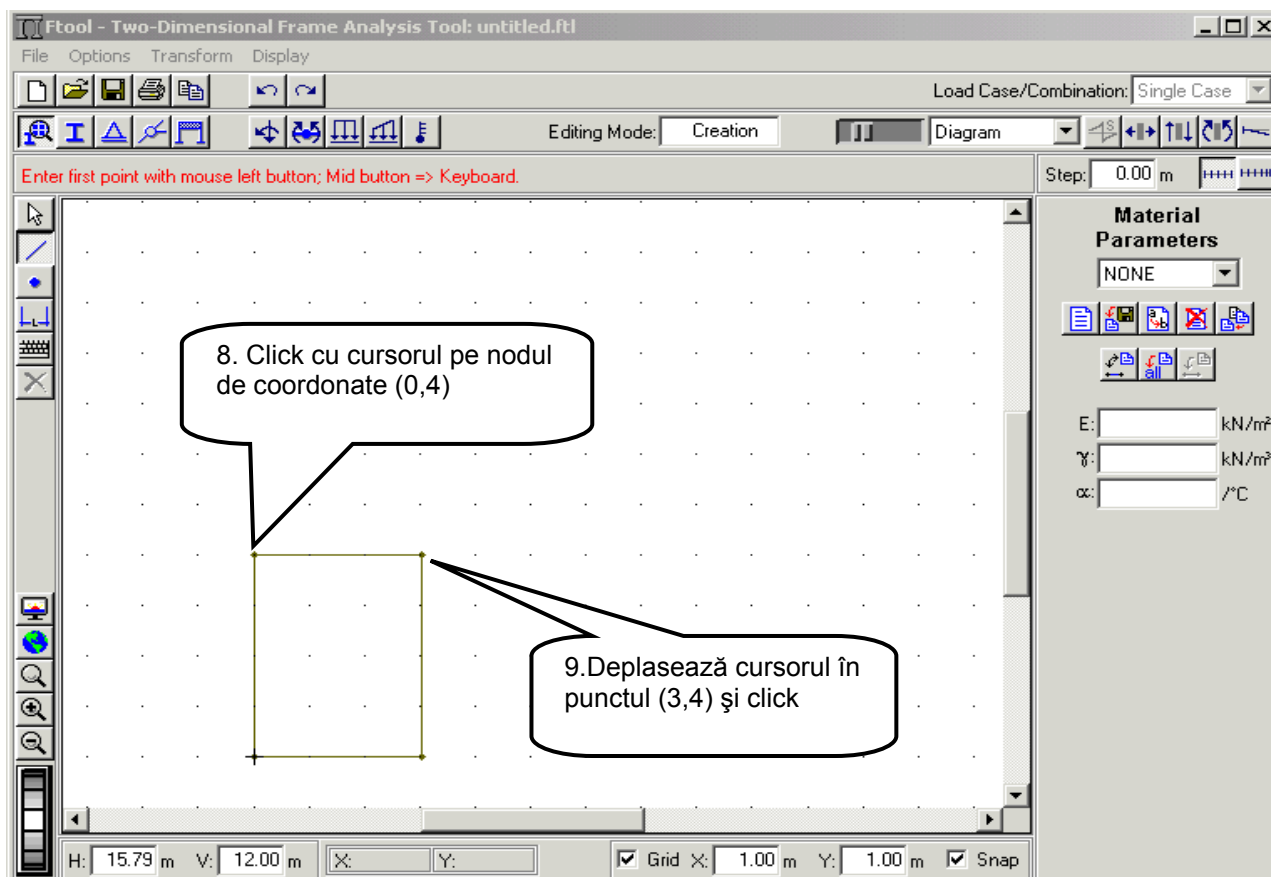 Ftool - Two-Dimensional Frame Analysis Tool: untitled.ftl
File Options Transform Display
Load Case/Combination: Single Case
Editing Mode: Creation Diagram
Enter first point with mouse left button; Mid button => Keyboard.
Step: 0.00 m
Material
Parameters
NONE
all
E: kN/m²
γ: kN/m³
α: /°C
8. Click cu cursorul pe nodul
de coordonate (0,4)
9.Deplasează cursorul în
punctul (3,4) şi click
H: 15.79 m V: 12.00 m X: Y: Grid X: 1.00 m Y: 1.00 m Snap